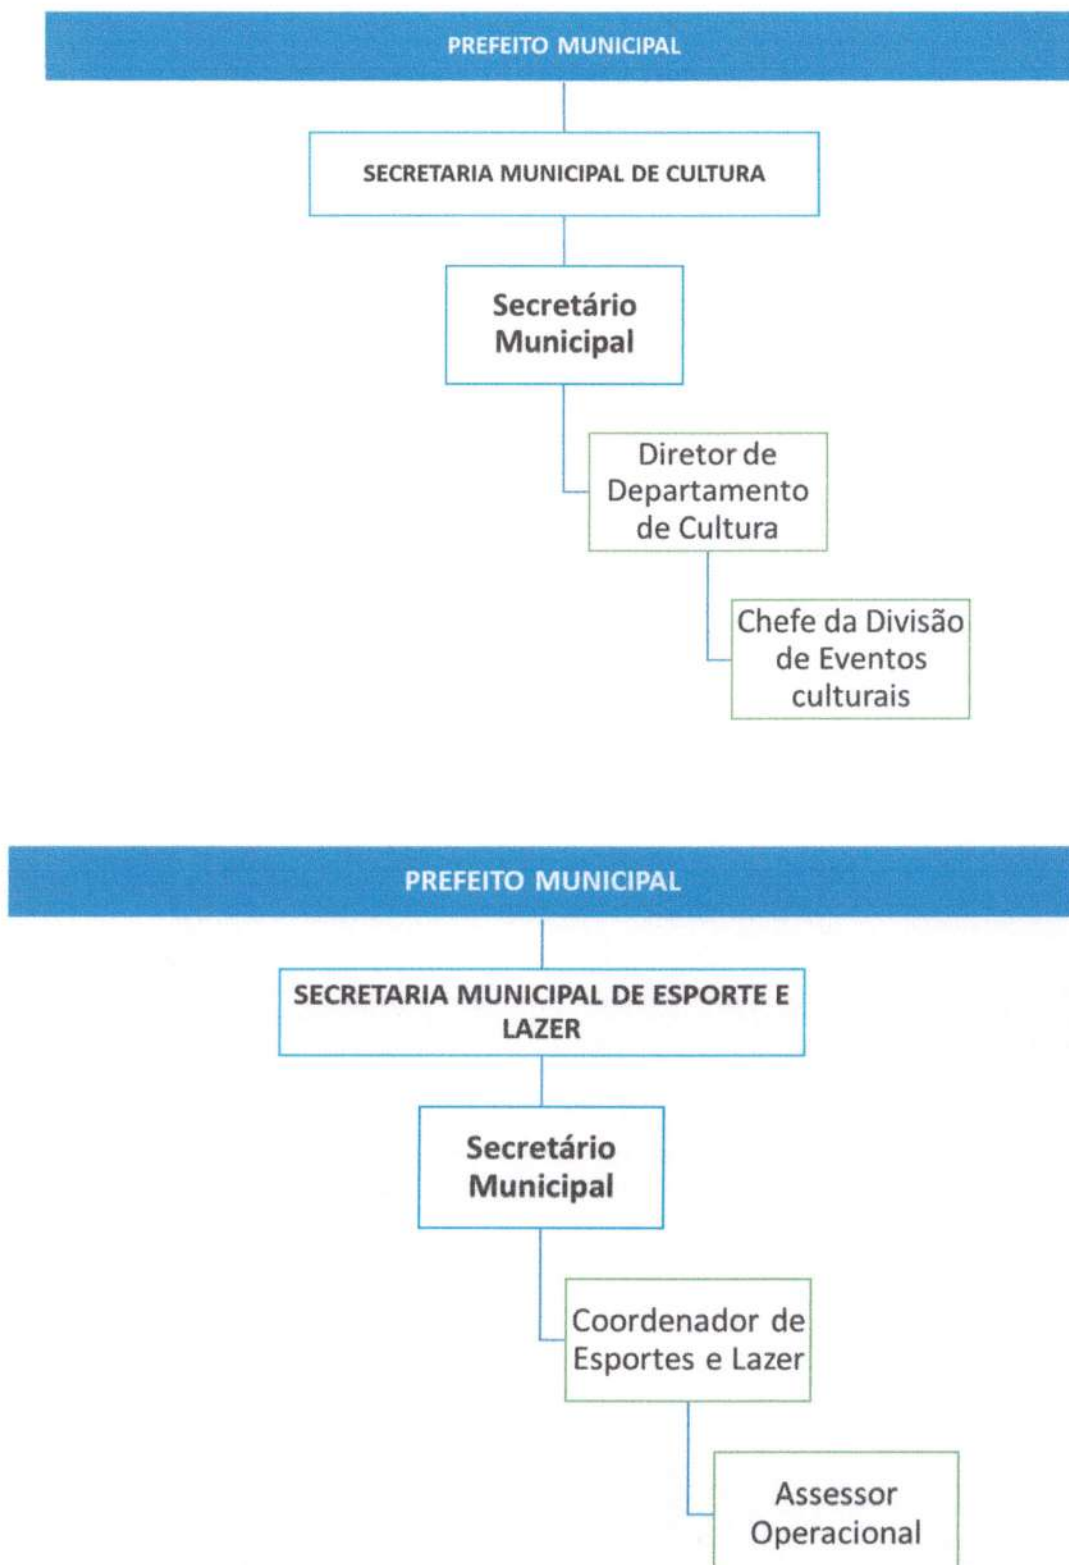 PREFEITO MUNICIPAL
SECRETARIA MUNICIPAL DE CULTURA
Secretário
Municipal
Diretor de
Departamento
de Cultura
Chefe da Divisão
de Eventos
culturais
PREFEITO MUNICIPAL
SECRETARIA MUNICIPAL DE ESPORTE E
LAZER
Secretário
Municipal
Coordenador de
Esportes e Lazer
Assessor
Operacional